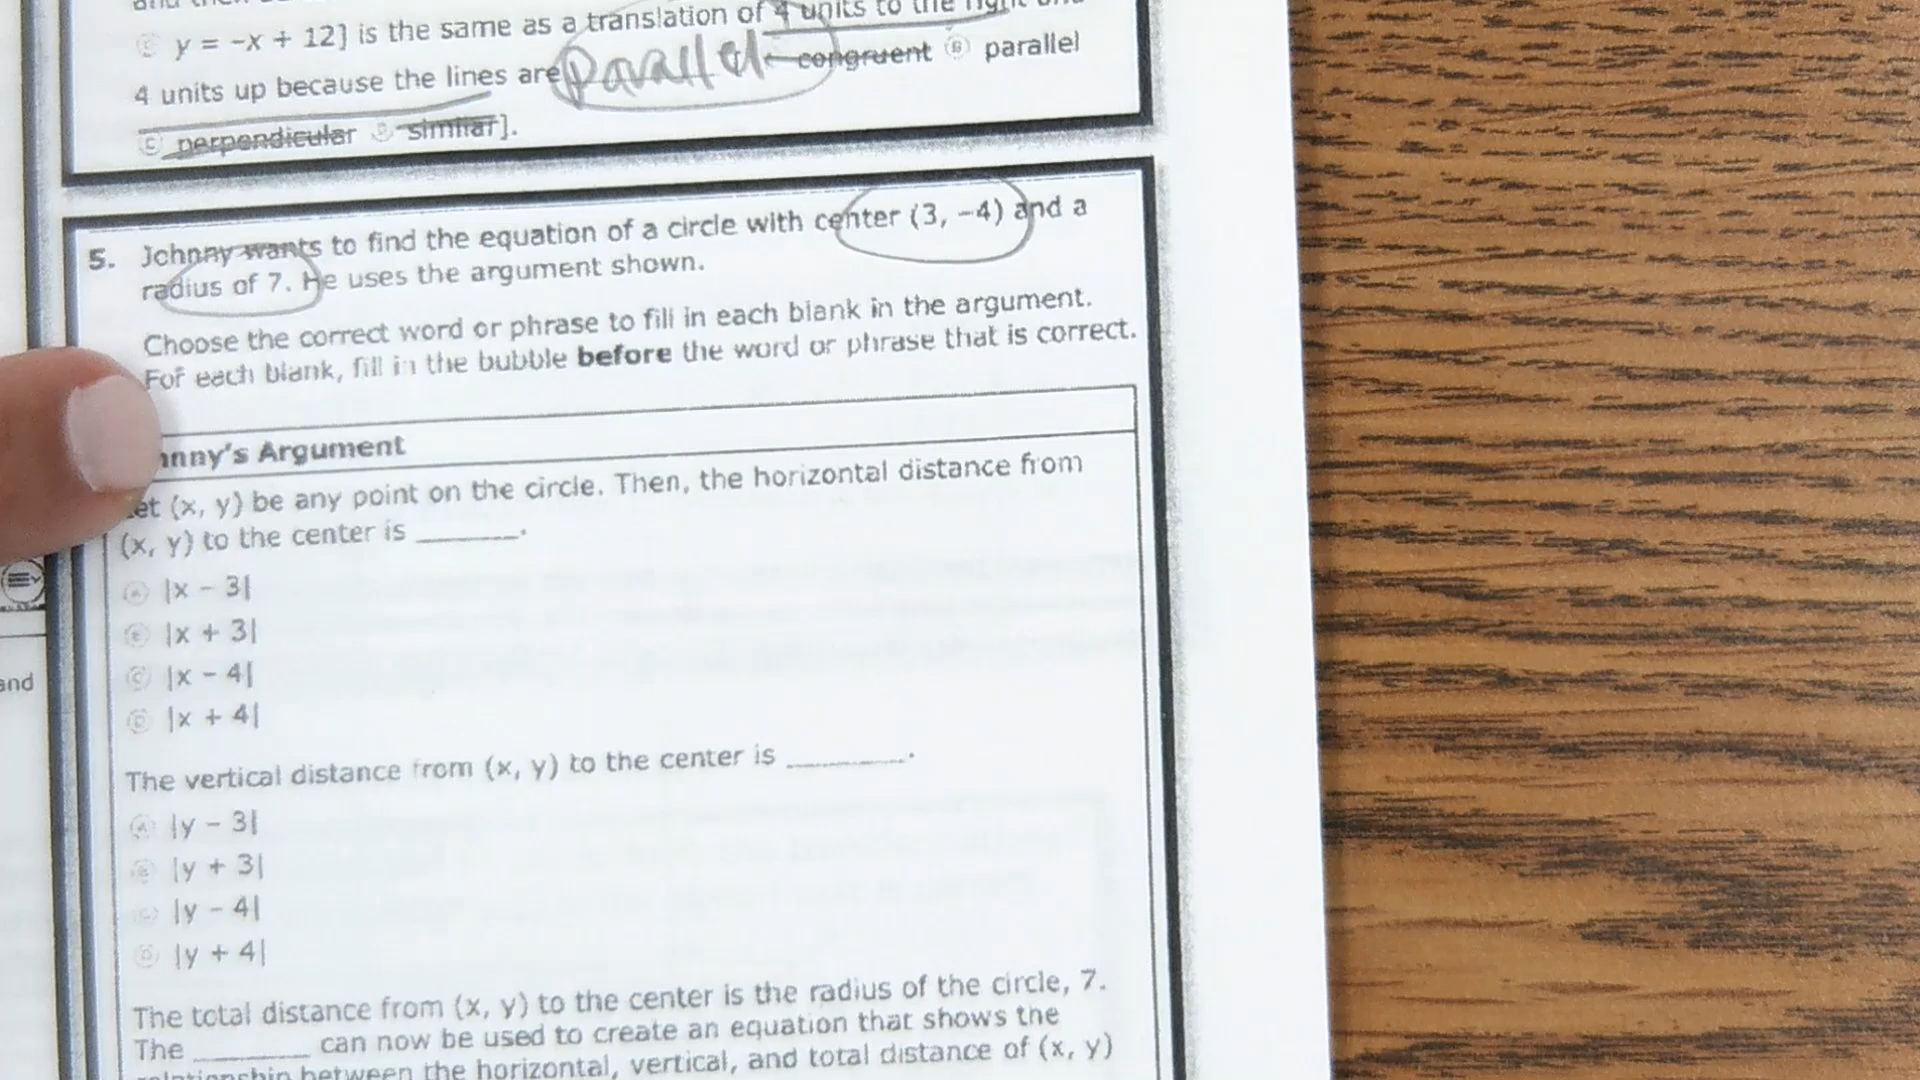 y = -x + 12] is the same as a translation of 4 units to the right
4 units up because the lines are parallel congruent B parallel
C perpendicular D similar].
5. Johnny wants to find the equation of a circle with center (3, -4) and a
radius of 7. He uses the argument shown.
Choose the correct word or phrase to fill in each blank in the argument.
For each blank, fill in the bubble before the word or phrase that is correct.
nny's Argument
et (x, y) be any point on the circle. Then, the horizontal distance from
(x, y) to the center is ______.
A |x - 3|
B |x + 3|
C |x - 4|
D |x + 4|
and
The vertical distance from (x, y) to the center is ______.
A |y - 3|
B |y + 3|
C |y - 4|
D |y + 4|
The total distance from (x, y) to the center is the radius of the circle, 7.
The ______ can now be used to create an equation that shows the
relationship between the horizontal, vertical, and total distance of (x, y)